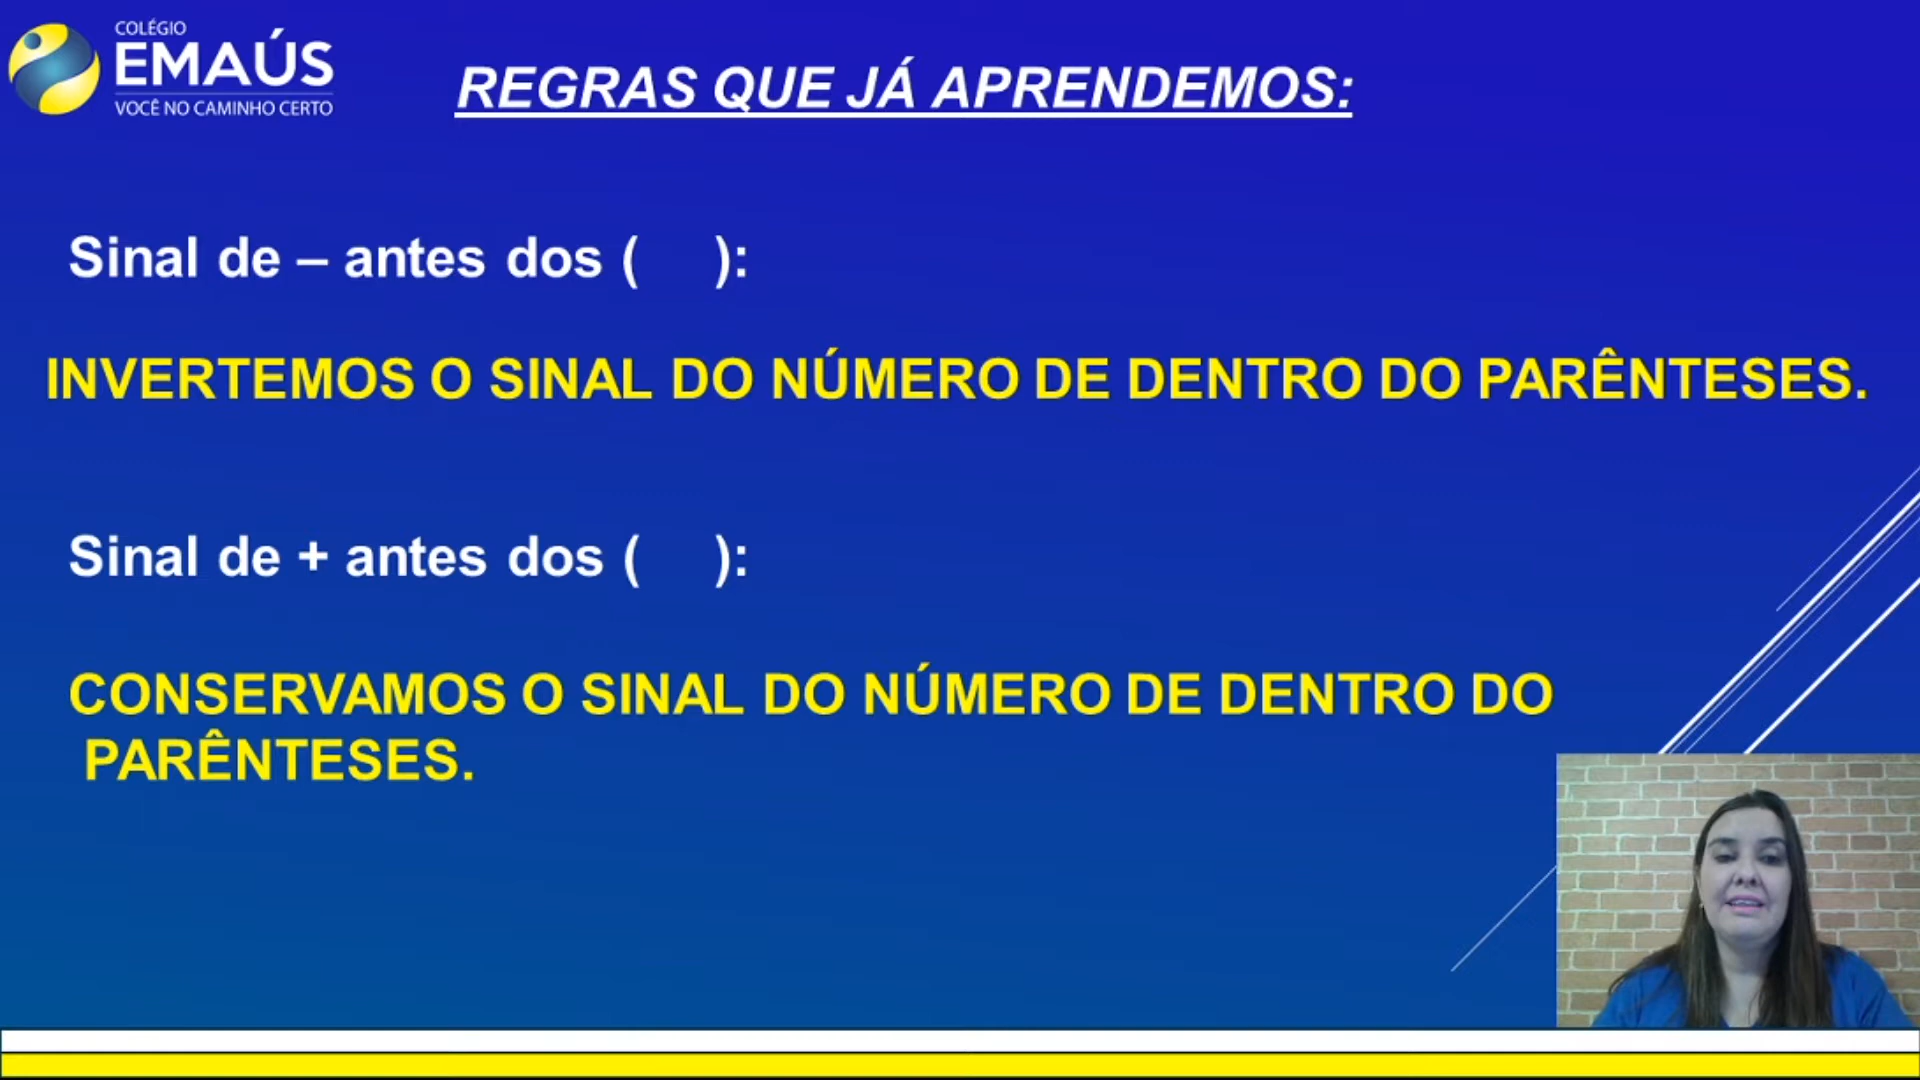 COLÉGIO
EMAÚS
VOCÊ NO CAMINHO CERTO
REGRAS QUE JÁ APRENDEMOS:
Sinal de – antes dos (    ):
INVERTEMOS O SINAL DO NÚMERO DE DENTRO DO PARÊNTESES.
Sinal de + antes dos (    ):
CONSERVAMOS O SINAL DO NÚMERO DE DENTRO DO
PARÊNTESES.